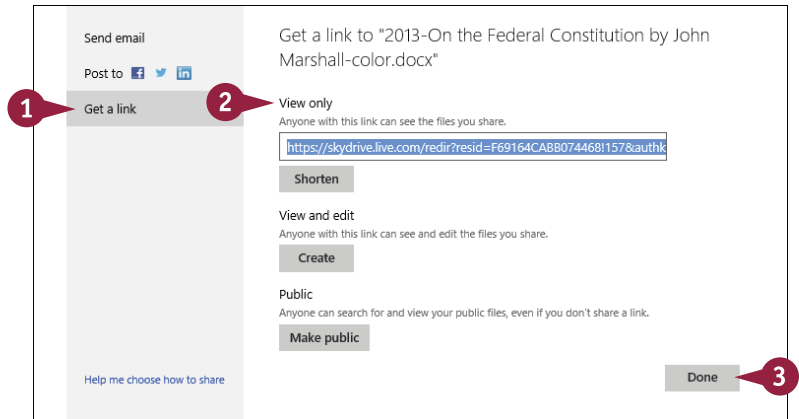 Send email
Post to
Get a link
Help me choose how to share
Get a link to "2013-On the Federal Constitution by John
Marshall-color.docx"
View only
Anyone with this link can see the files you share.
https://skydrive.live.com/redir?resid=F69164CABB074468!157&authk
Shorten
View and edit
Anyone with this link can see and edit the files you share.
Create
Public
Anyone can search for and view your public files, even if you don't share a link.
Make public
Done
1
2
3